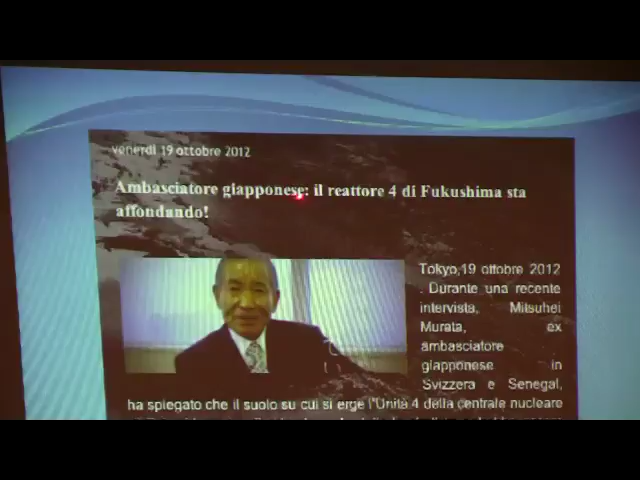 venerdì 19 ottobre 2012
Ambasciatore giapponese: il reattore 4 di Fukushima sta
affondando!
Tokyo,19 ottobre 2012
. Durante una recente
intervista, Mitsuhei
Murata, ex
ambasciatore
giapponese in
Svizzera e Senegal,
ha spiegato che il suolo su cui si erge l'Unità 4 della centrale nucleare